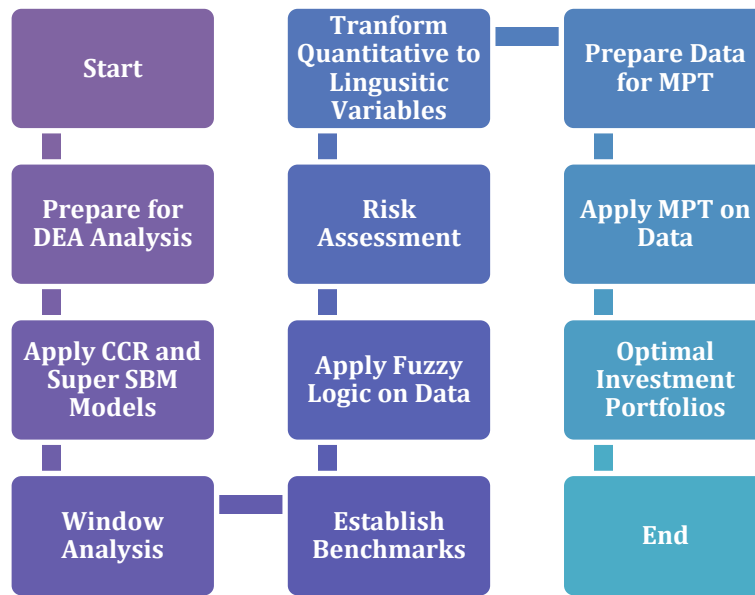 Start
Prepare for
DEA Analysis
Apply CCR and
Super SBM
Models
Window
Analysis
Establish
Benchmarks
Apply Fuzzy
Logic on Data
Risk
Assessment
Tranform
Quantitative to
Lingusitic
Variables
Prepare Data
for MPT
Apply MPT on
Data
Optimal
Investment
Portfolios
End